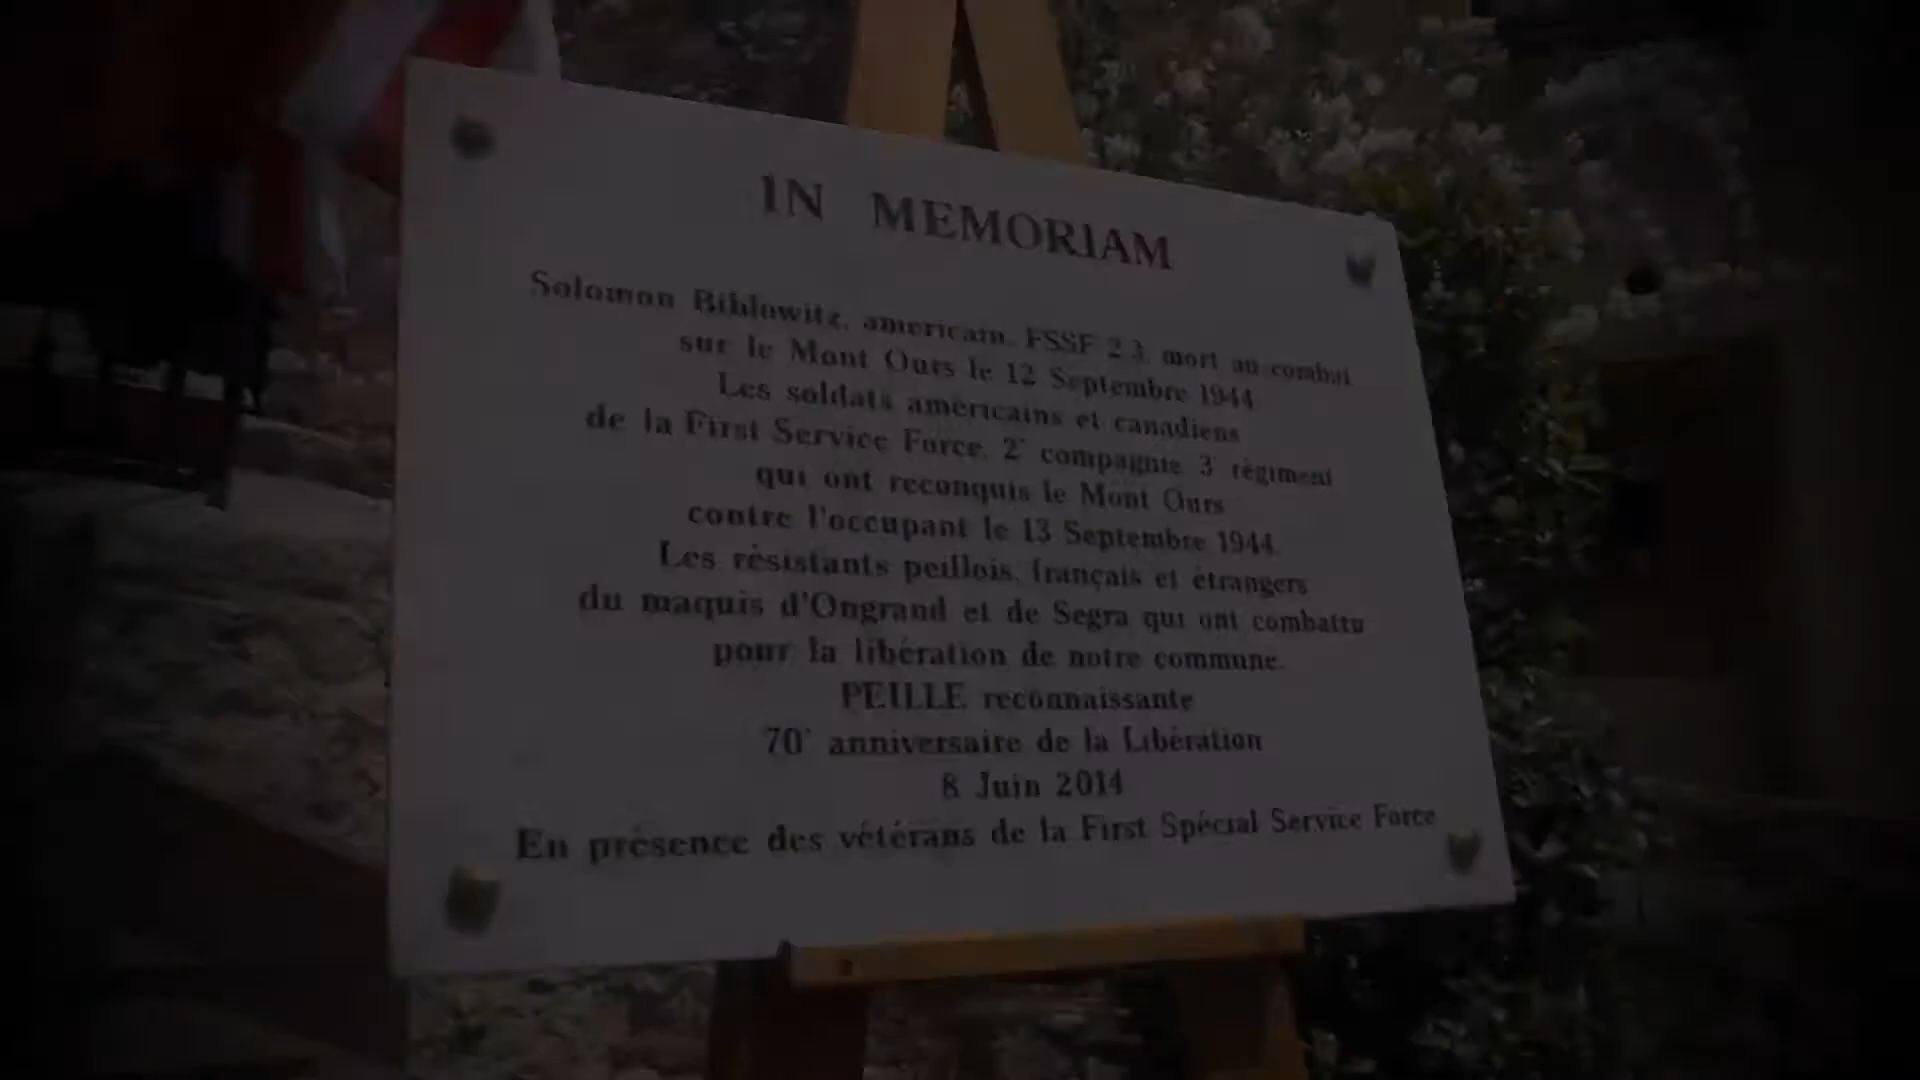 IN MEMORIAM
Solomon Biblowitz, américain, FSSF 2.3, mort au combat
sur le Mont Ours le 12 Septembre 1944
Les soldats américains et canadiens
de la First Service Force, 2° compagnie 3° régiment
qui ont reconquis le Mont Ours
contre l'occupant le 13 Septembre 1944.
Les résistants peillois, français et étrangers
du maquis d'Ongrand et de Segra qui ont combattu
pour la libération de notre commune.
PEILLE reconnaissante
70° anniversaire de la Libération
8 Juin 2014
En présence des vétérans de la First Spécial Service Force